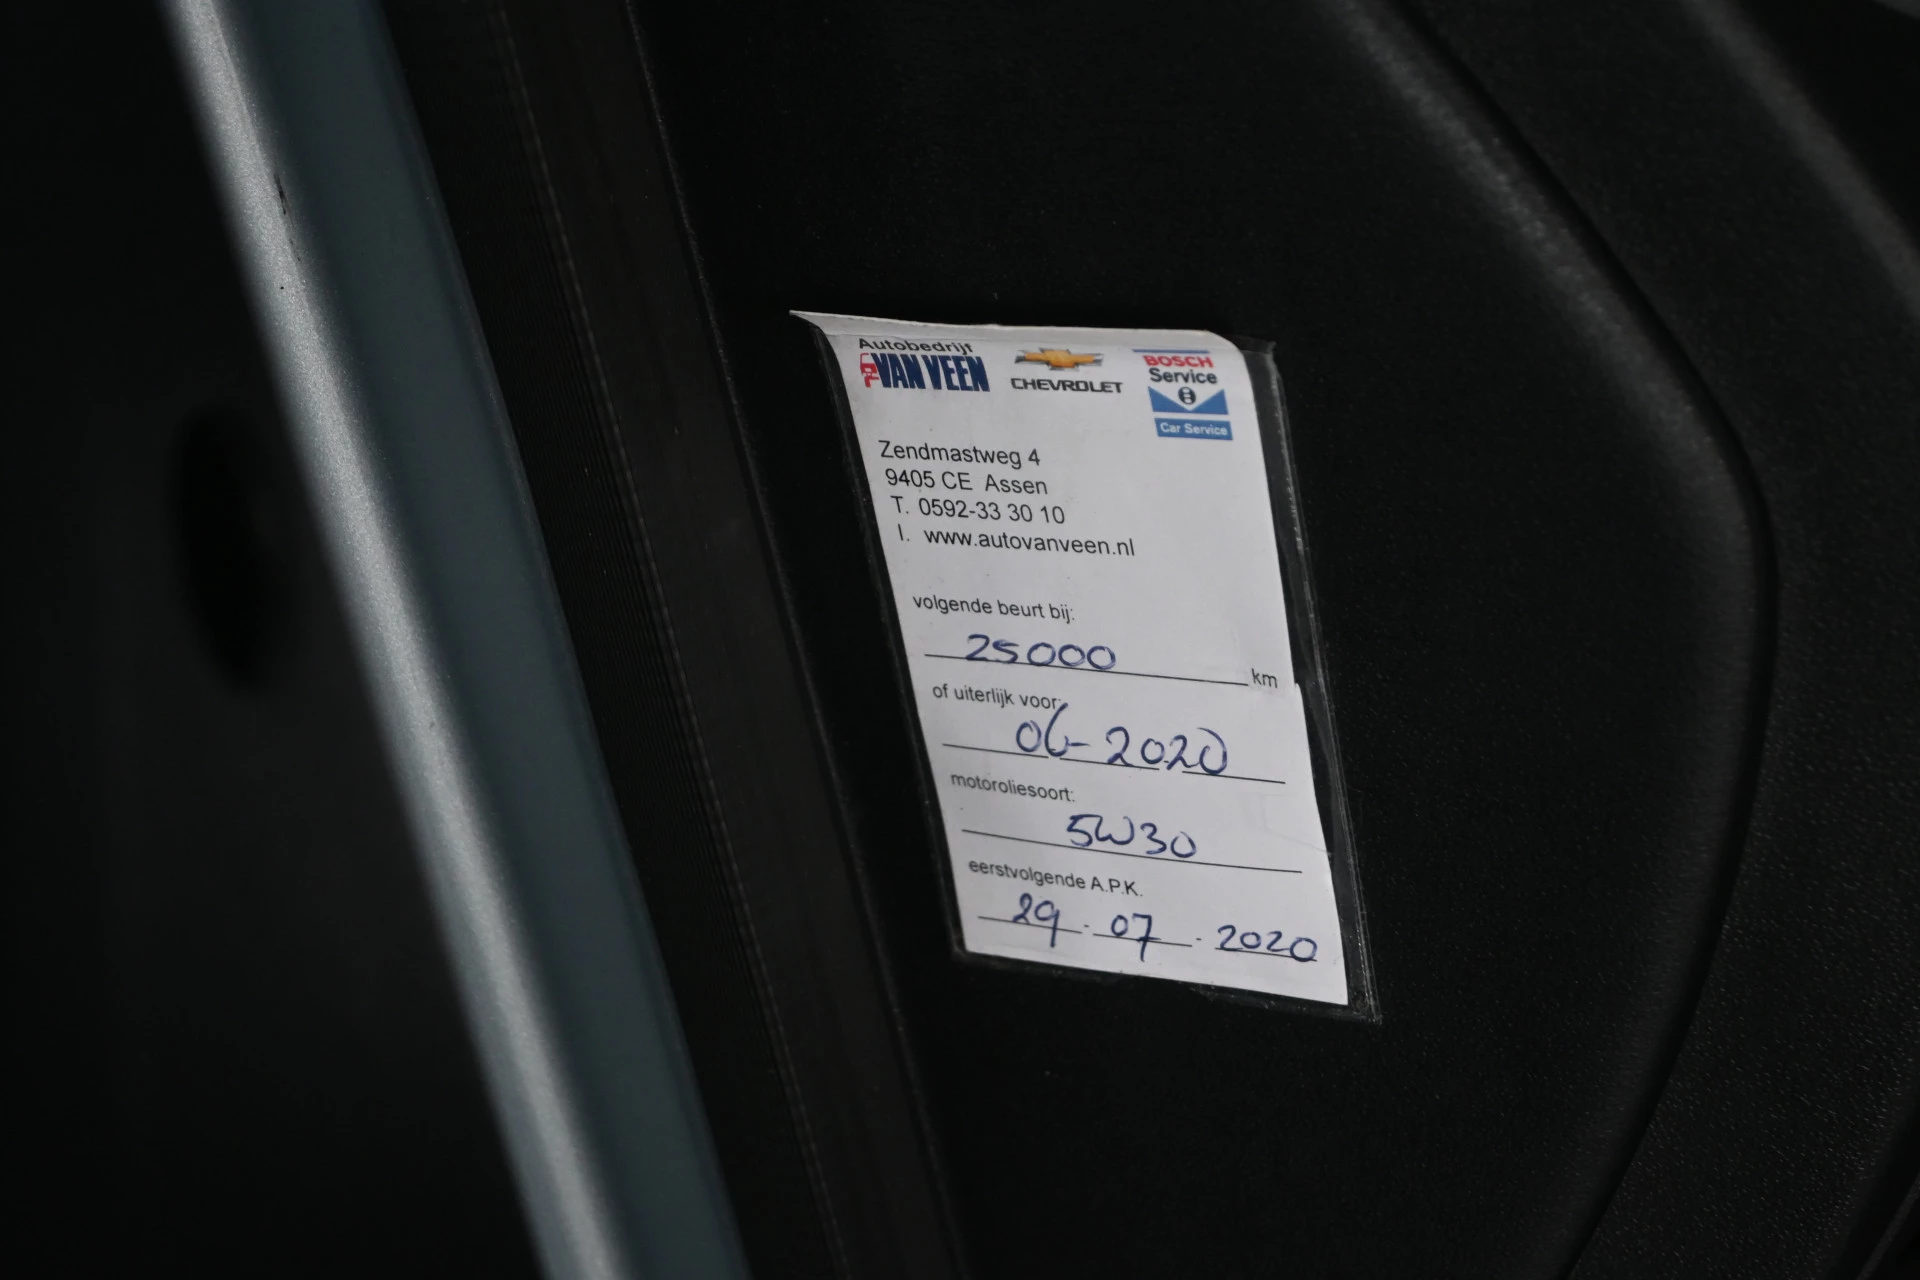 Autobedrijf
VAN VEEN
CHEVROLET
BOSCH
Service
Car Service
Zendmastweg 4
9405 CE Assen
T. 0592-33 30 10
I. www.autovanveen.nl
volgende beurt bij:
25000 km
of uiterlijk voor:
06-2020
motoroliesoort:
5W30
eerstvolgende A.P.K.
29 - 07 - 2020